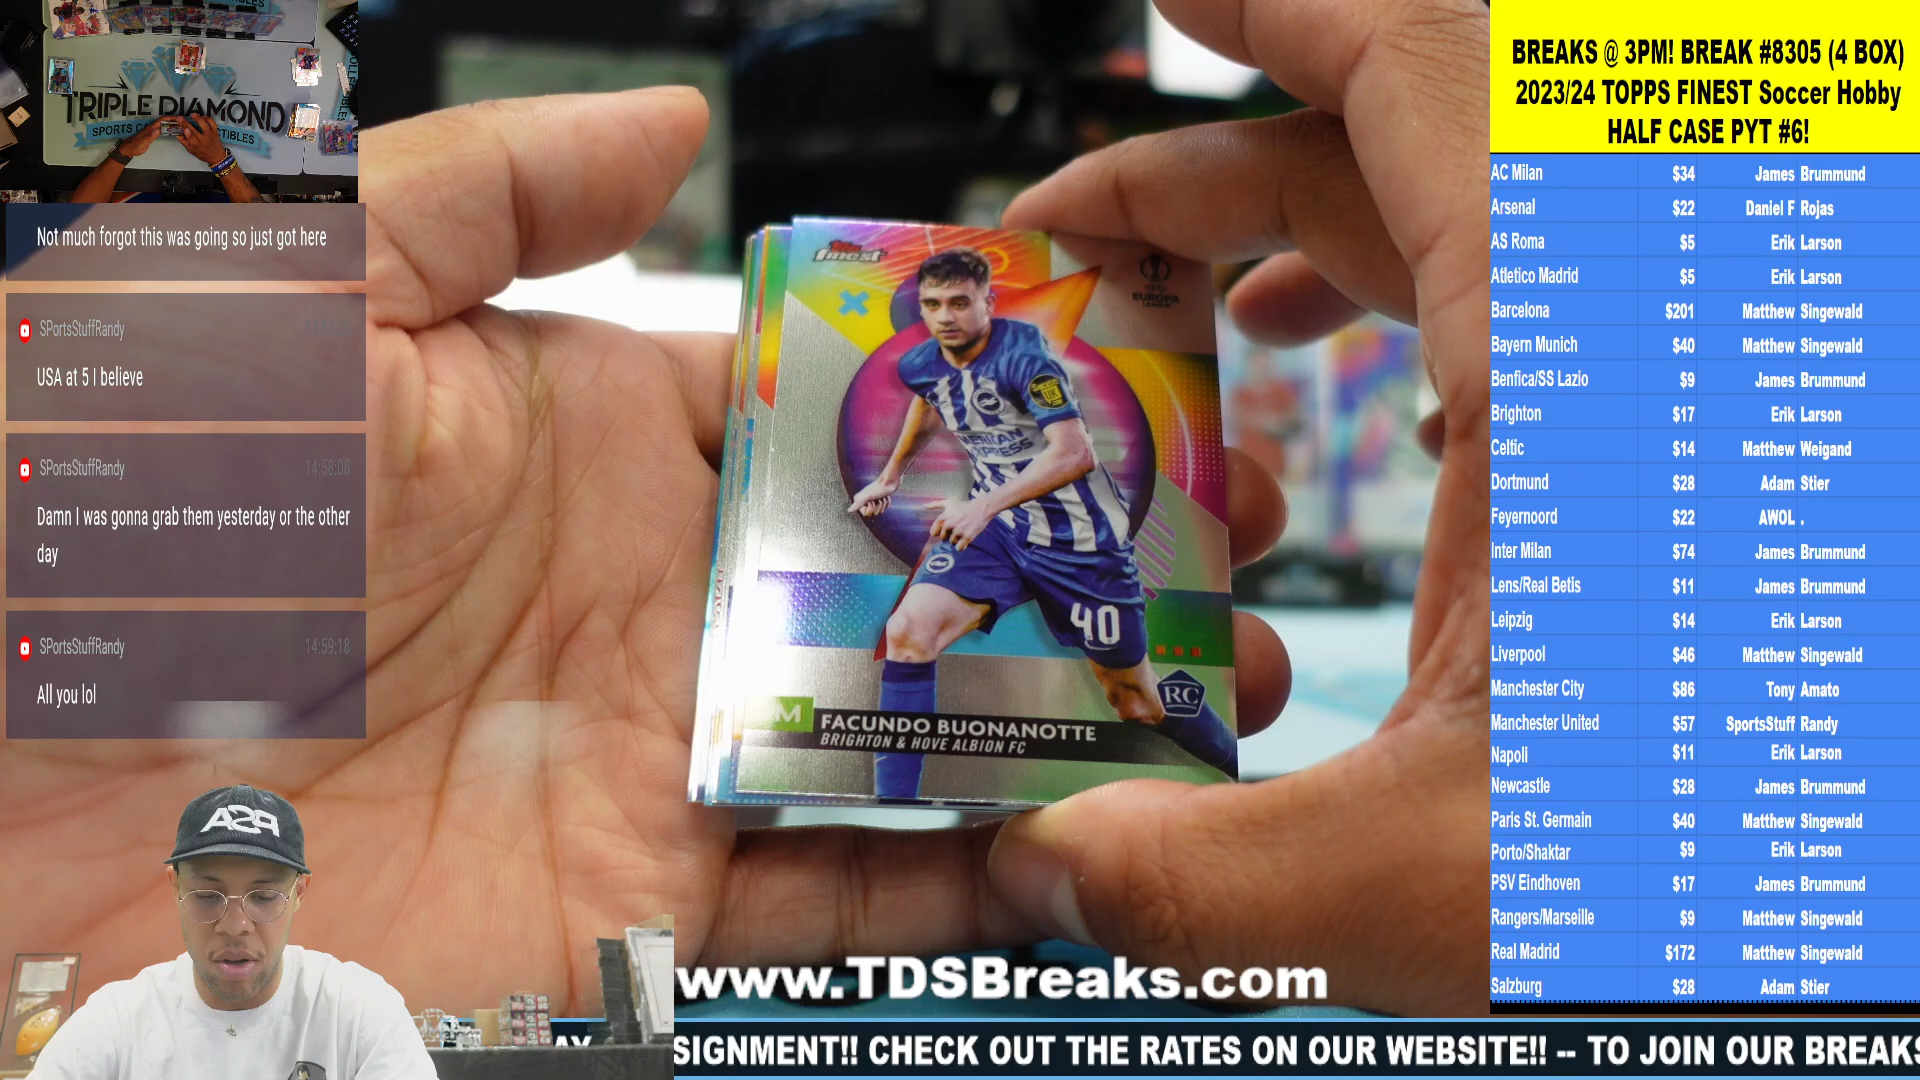 TRIPLE DIAMOND
Not much forgot this was going so just got here
SPortsStuffRandy
USA at 5 I believe
SPortsStuffRandy 14:58:08
Damn I was gonna grab them yesterday or the other
day
SPortsStuffRandy 14:59:18
All you lol
PSA
Topps
finest
EUROPA
LEAGUE
AMERICAN
EXPRESS
40
RC
M
FACUNDO BUONANOTTE
BRIGHTON & HOVE ALBION FC
www.TDSBreaks.com
SIGNMENT!! CHECK OUT THE RATES ON OUR WEBSITE!! -- TO JOIN OUR BREAKS
BREAKS @ 3PM! BREAK #8305 (4 BOX)
2023/24 TOPPS FINEST Soccer Hobby
HALF CASE PYT #6!
AC Milan $34 James Brummund
Arsenal $22 Daniel F Rojas
AS Roma $5 Erik Larson
Atletico Madrid $5 Erik Larson
Barcelona $201 Matthew Singewald
Bayern Munich $40 Matthew Singewald
Benfica/SS Lazio $9 James Brummund
Brighton $17 Erik Larson
Celtic $14 Matthew Weigand
Dortmund $28 Adam Stier
Feyernoord $22 AWOL .
Inter Milan $74 James Brummund
Lens/Real Betis $11 James Brummund
Leipzig $14 Erik Larson
Liverpool $46 Matthew Singewald
Manchester City $86 Tony Amato
Manchester United $57 SportsStuff Randy
Napoli $11 Erik Larson
Newcastle $28 James Brummund
Paris St. Germain $40 Matthew Singewald
Porto/Shaktar $9 Erik Larson
PSV Eindhoven $17 James Brummund
Rangers/Marseille $9 Matthew Singewald
Real Madrid $172 Matthew Singewald
Salzburg $28 Adam Stier